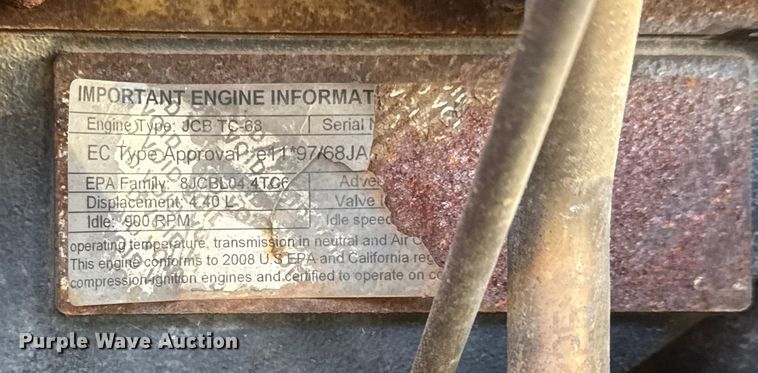 IMPORTANT ENGINE INFORMAT
Engine Type: JCB TC-68 Serial N
EC Type Approval e11*97/68JA
EPA Family: 8JCBL04.4TC6 Adver
Displacement: 4.40 L Valve l
Idle: 900 RPM Idle speed
operating temperature, transmission in neutral and Air C
This engine conforms to 2008 U.S EPA and California reg
compression-ignition engines and certified to operate on co
Purple Wave Auction